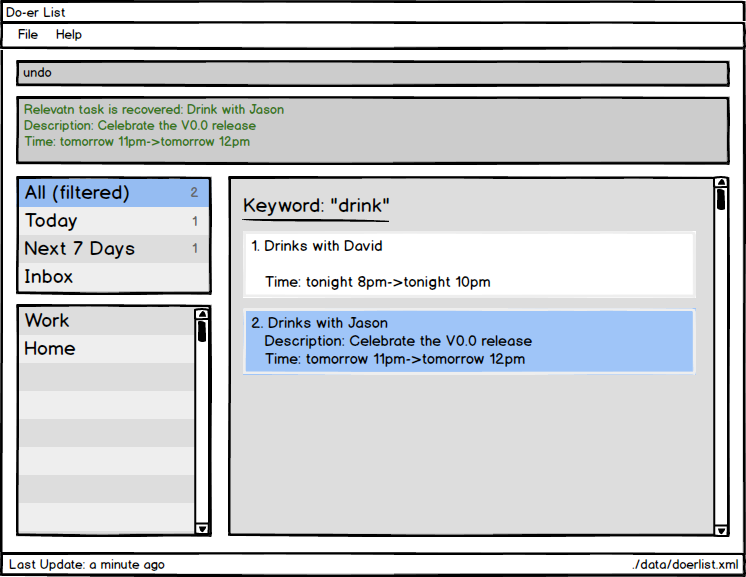 Do-er List
File Help
undo
Relevatn task is recovered: Drink with Jason
Description: Celebrate the V0.0 release
Time: tomorrow 11pm->tomorrow 12pm
All (filtered) 2
Today 1
Next 7 Days 1
Inbox
Work
Home
Keyword: "drink"
1. Drinks with David
Time: tonight 8pm->tonight 10pm
2. Drinks with Jason
Description: Celebrate the V0.0 release
Time: tomorrow 11pm->tomorrow 12pm
Last Update: a minute ago
./data/doerlist.xml